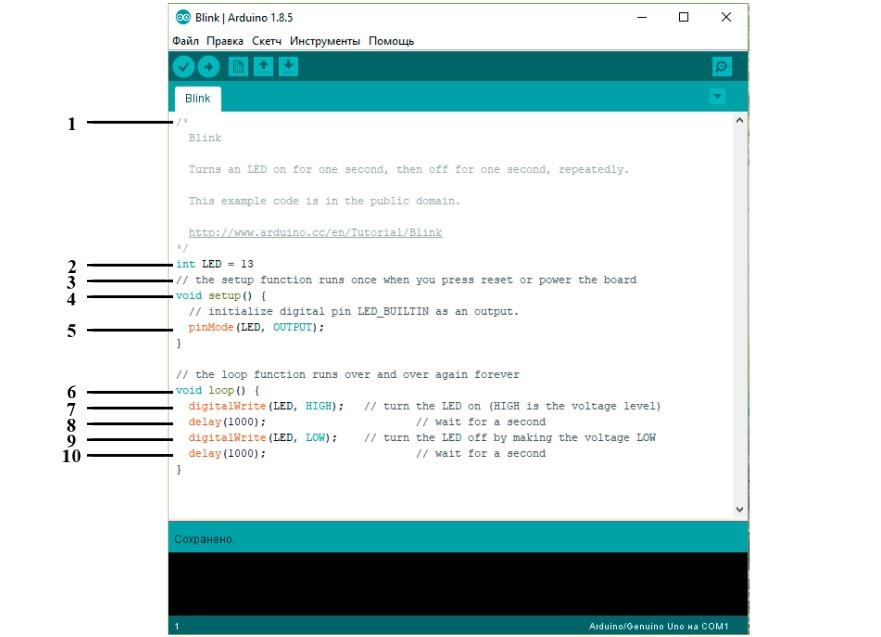 Blink | Arduino 1.8.5
Файл Правка Скетч Инструменты Помощь
Blink
1 /*
Blink
Turns an LED on for one second, then off for one second, repeatedly.
This example code is in the public domain.
http://www.arduino.cc/en/Tutorial/Blink
*/
2 int LED = 13
3 // the setup function runs once when you press reset or power the board
4 void setup() {
// initialize digital pin LED_BUILTIN as an output.
5 pinMode(LED, OUTPUT);
}
// the loop function runs over and over again forever
6 void loop() {
7 digitalWrite(LED, HIGH); // turn the LED on (HIGH is the voltage level)
8 delay(1000); // wait for a second
9 digitalWrite(LED, LOW); // turn the LED off by making the voltage LOW
10 delay(1000); // wait for a second
}
Сохранено.
1 Arduino/Genuino Uno на COM1